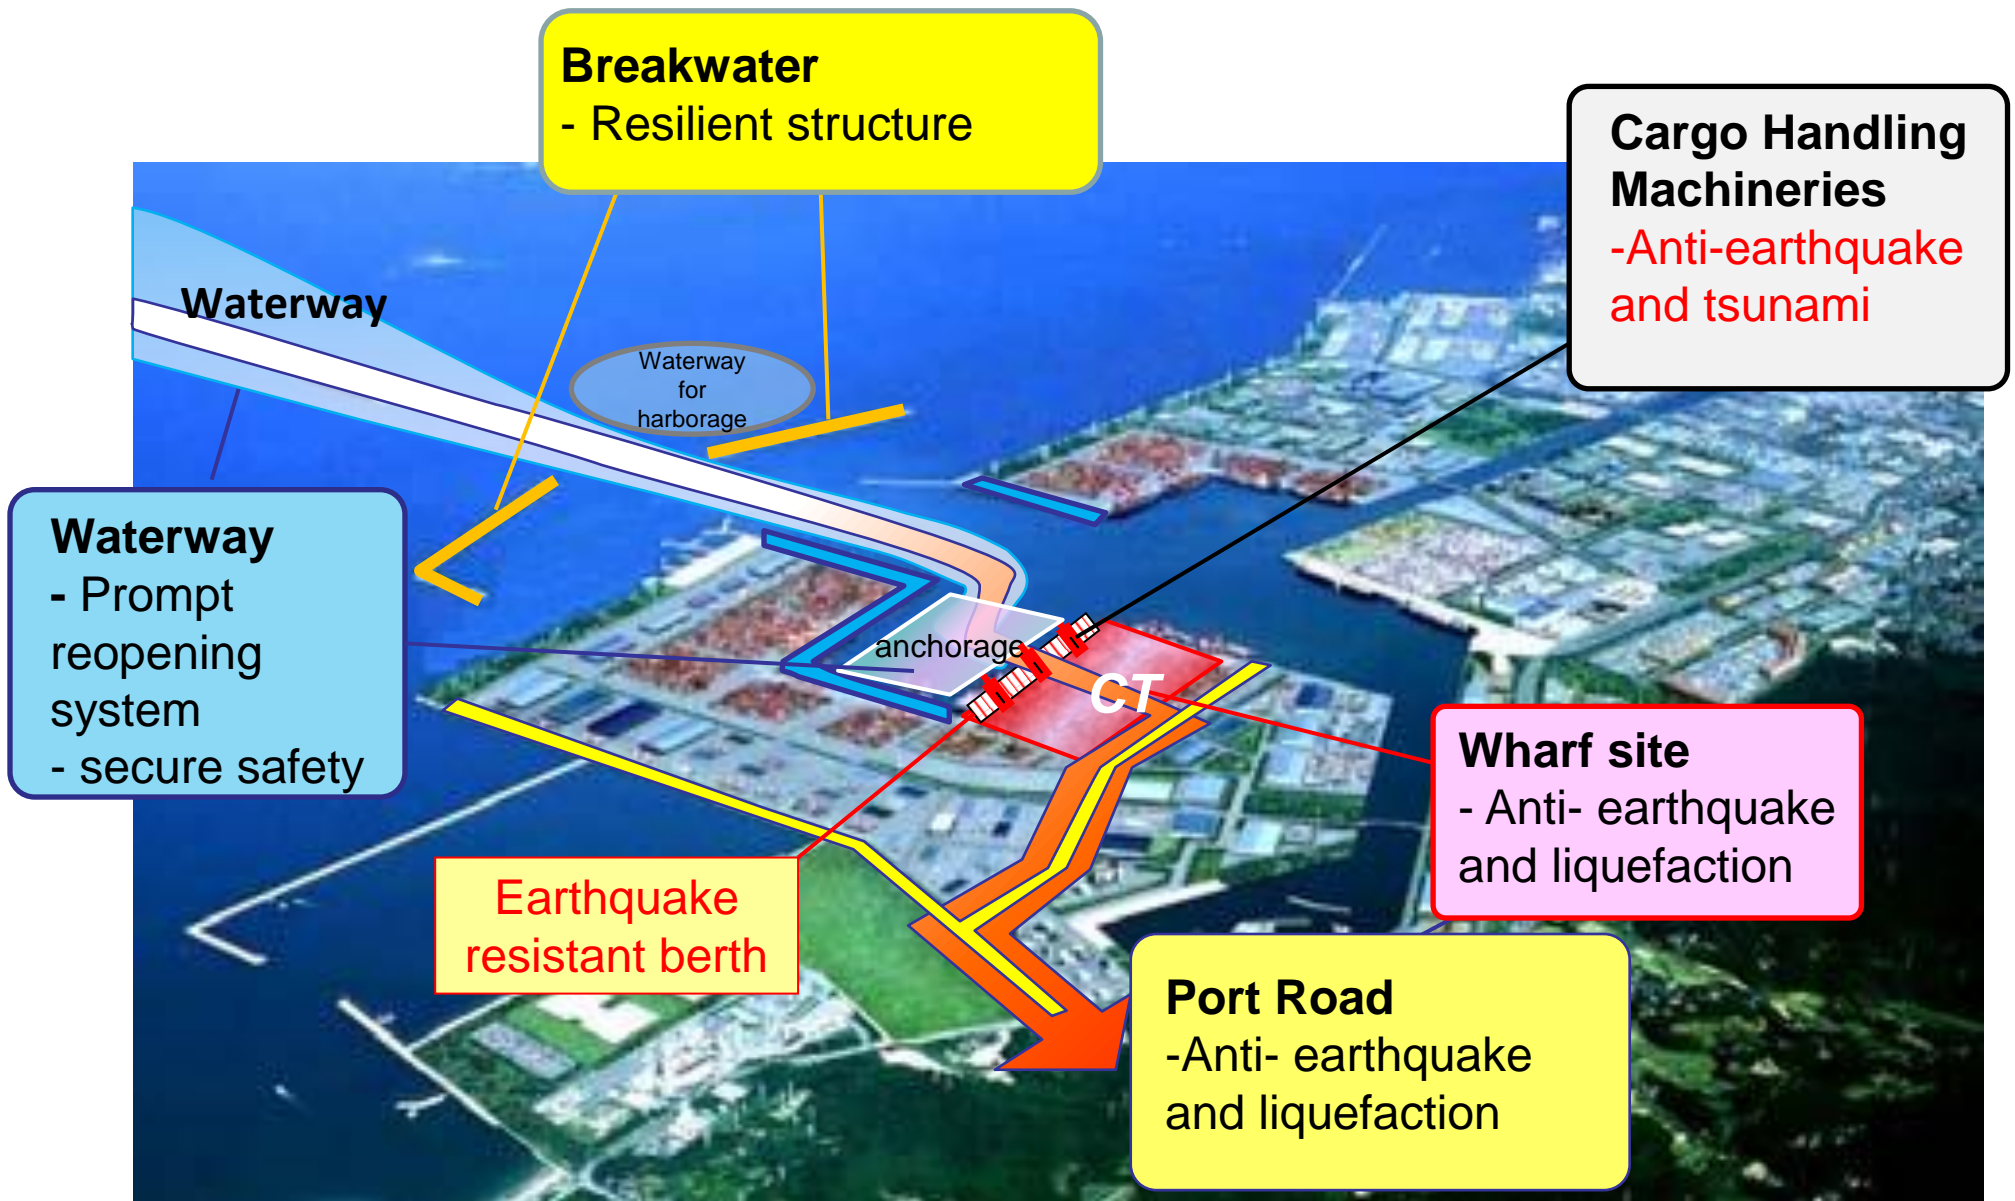 Breakwater
- Resilient structure
Cargo Handling
Machineries
-Anti-earthquake
and tsunami
Waterway
Waterway
for
harborage
Waterway
- Prompt
reopening
system
- secure safety
anchorage
CT
Wharf site
- Anti- earthquake
and liquefaction
Earthquake
resistant berth
Port Road
-Anti- earthquake
and liquefaction